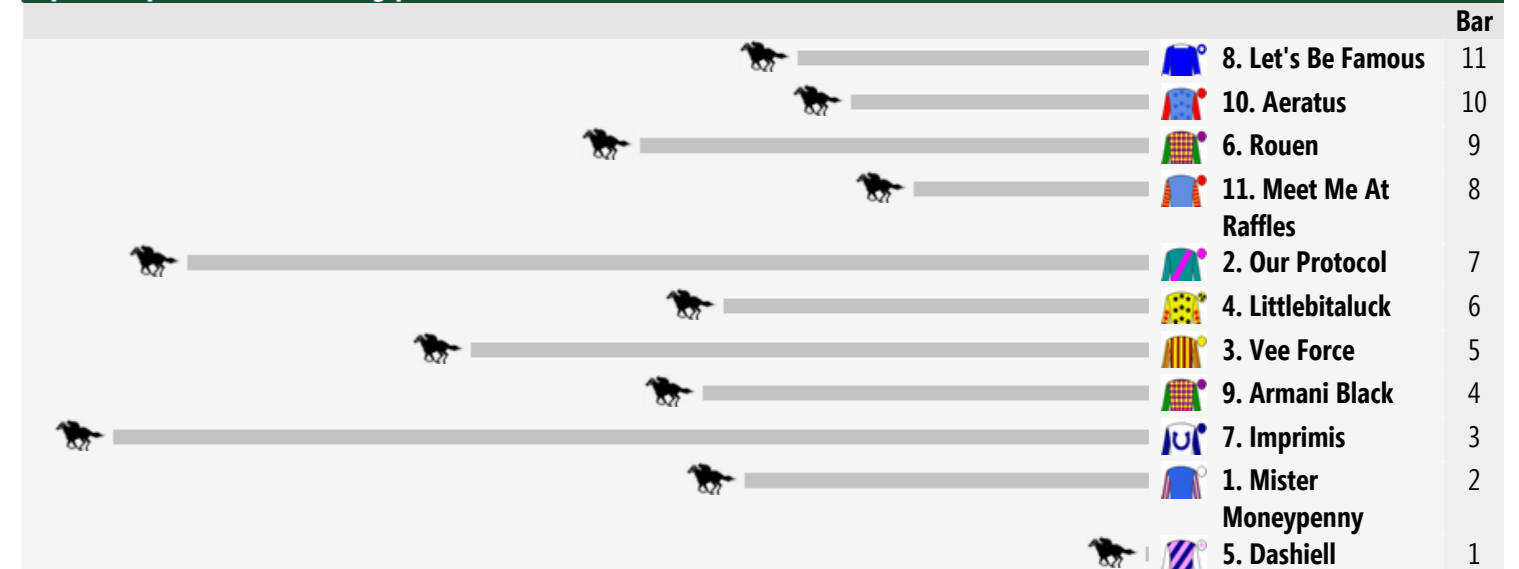 Bar
8. Let's Be Famous 11
10. Aeratus 10
6. Rouen 9
11. Meet Me At 8
Raffles
2. Our Protocol 7
4. Littlebitaluck 6
3. Vee Force 5
9. Armani Black 4
7. Imprimis 3
1. Mister 2
Moneypenny
5. Dashiell 1